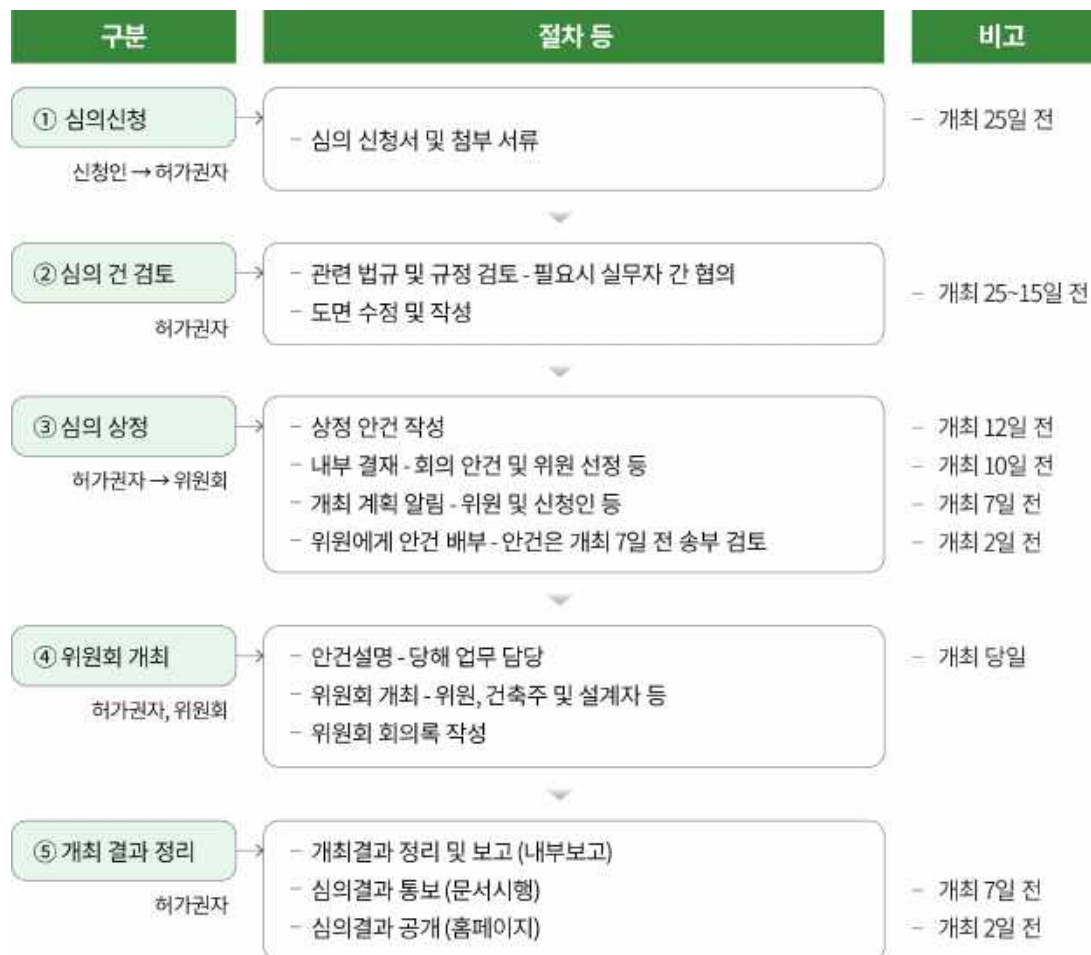 구분 절차 등 비고
① 심의신청
신청인 → 허가권자
– 심의 신청서 및 첨부 서류
– 개최 25일 전
② 심의 건 검토
허가권자
– 관련 법규 및 규정 검토 - 필요시 실무자 간 협의
– 도면 수정 및 작성
– 개최 25~15일 전
③ 심의 상정
허가권자 → 위원회
– 상정 안건 작성
– 내부 결재 - 회의 안건 및 위원 선정 등
– 개최 계획 알림 - 위원 및 신청인 등
– 위원에게 안건 배부 - 안건은 개최 7일 전 송부 검토
– 개최 12일 전
– 개최 10일 전
– 개최 7일 전
– 개최 2일 전
④ 위원회 개최
허가권자, 위원회
– 안건설명 - 당해 업무 담당
– 위원회 개최 - 위원, 건축주 및 설계자 등
– 위원회 회의록 작성
– 개최 당일
⑤ 개최 결과 정리
허가권자
– 개최결과 정리 및 보고 (내부보고)
– 심의결과 통보 (문서시행)
– 심의결과 공개 (홈페이지)
– 개최 7일 전
– 개최 2일 전